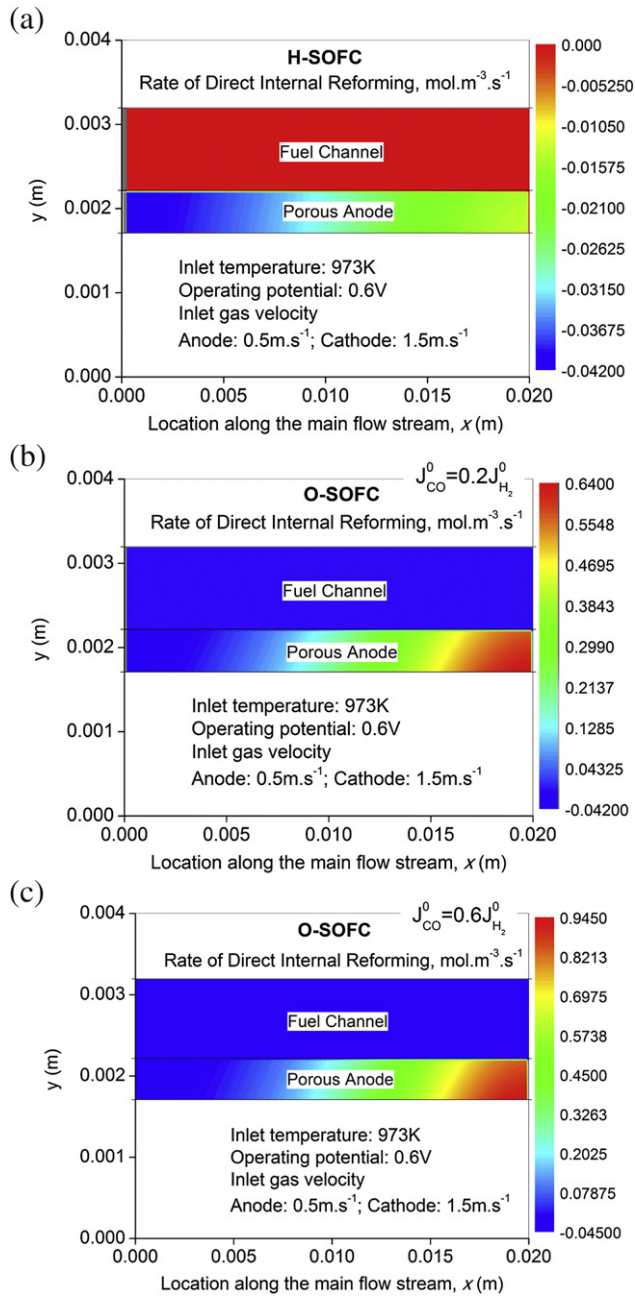 (a)
H-SOFC
Rate of Direct Internal Reforming, mol.m⁻³.s⁻¹
Fuel Channel
Porous Anode
Inlet temperature: 973K
Operating potential: 0.6V
Inlet gas velocity
Anode: 0.5m.s⁻¹; Cathode: 1.5m.s⁻¹
y (m)
0.004
0.003
0.002
0.001
0.000
0.000 0.005 0.010 0.015 0.020
Location along the main flow stream, x (m)
0.000
-0.005250
-0.01050
-0.01575
-0.02100
-0.02625
-0.03150
-0.03675
-0.04200
(b)
J⁰CO=0.2J⁰H₂
O-SOFC
Rate of Direct Internal Reforming, mol.m⁻³.s⁻¹
Fuel Channel
Porous Anode
Inlet temperature: 973K
Operating potential: 0.6V
Inlet gas velocity
Anode: 0.5m.s⁻¹; Cathode: 1.5m.s⁻¹
y (m)
0.004
0.003
0.002
0.001
0.000
0.000 0.005 0.010 0.015 0.020
Location along the main flow stream, x (m)
0.6400
0.5548
0.4695
0.3843
0.2990
0.2137
0.1285
0.04325
-0.04200
(c)
J⁰CO=0.6J⁰H₂
O-SOFC
Rate of Direct Internal Reforming, mol.m⁻³.s⁻¹
Fuel Channel
Porous Anode
Inlet temperature: 973K
Operating potential: 0.6V
Inlet gas velocity
Anode: 0.5m.s⁻¹; Cathode: 1.5m.s⁻¹
y (m)
0.004
0.003
0.002
0.001
0.000
0.000 0.005 0.010 0.015 0.020
Location along the main flow stream, x (m)
0.9450
0.8213
0.6975
0.5738
0.4500
0.3263
0.2025
0.07875
-0.04500